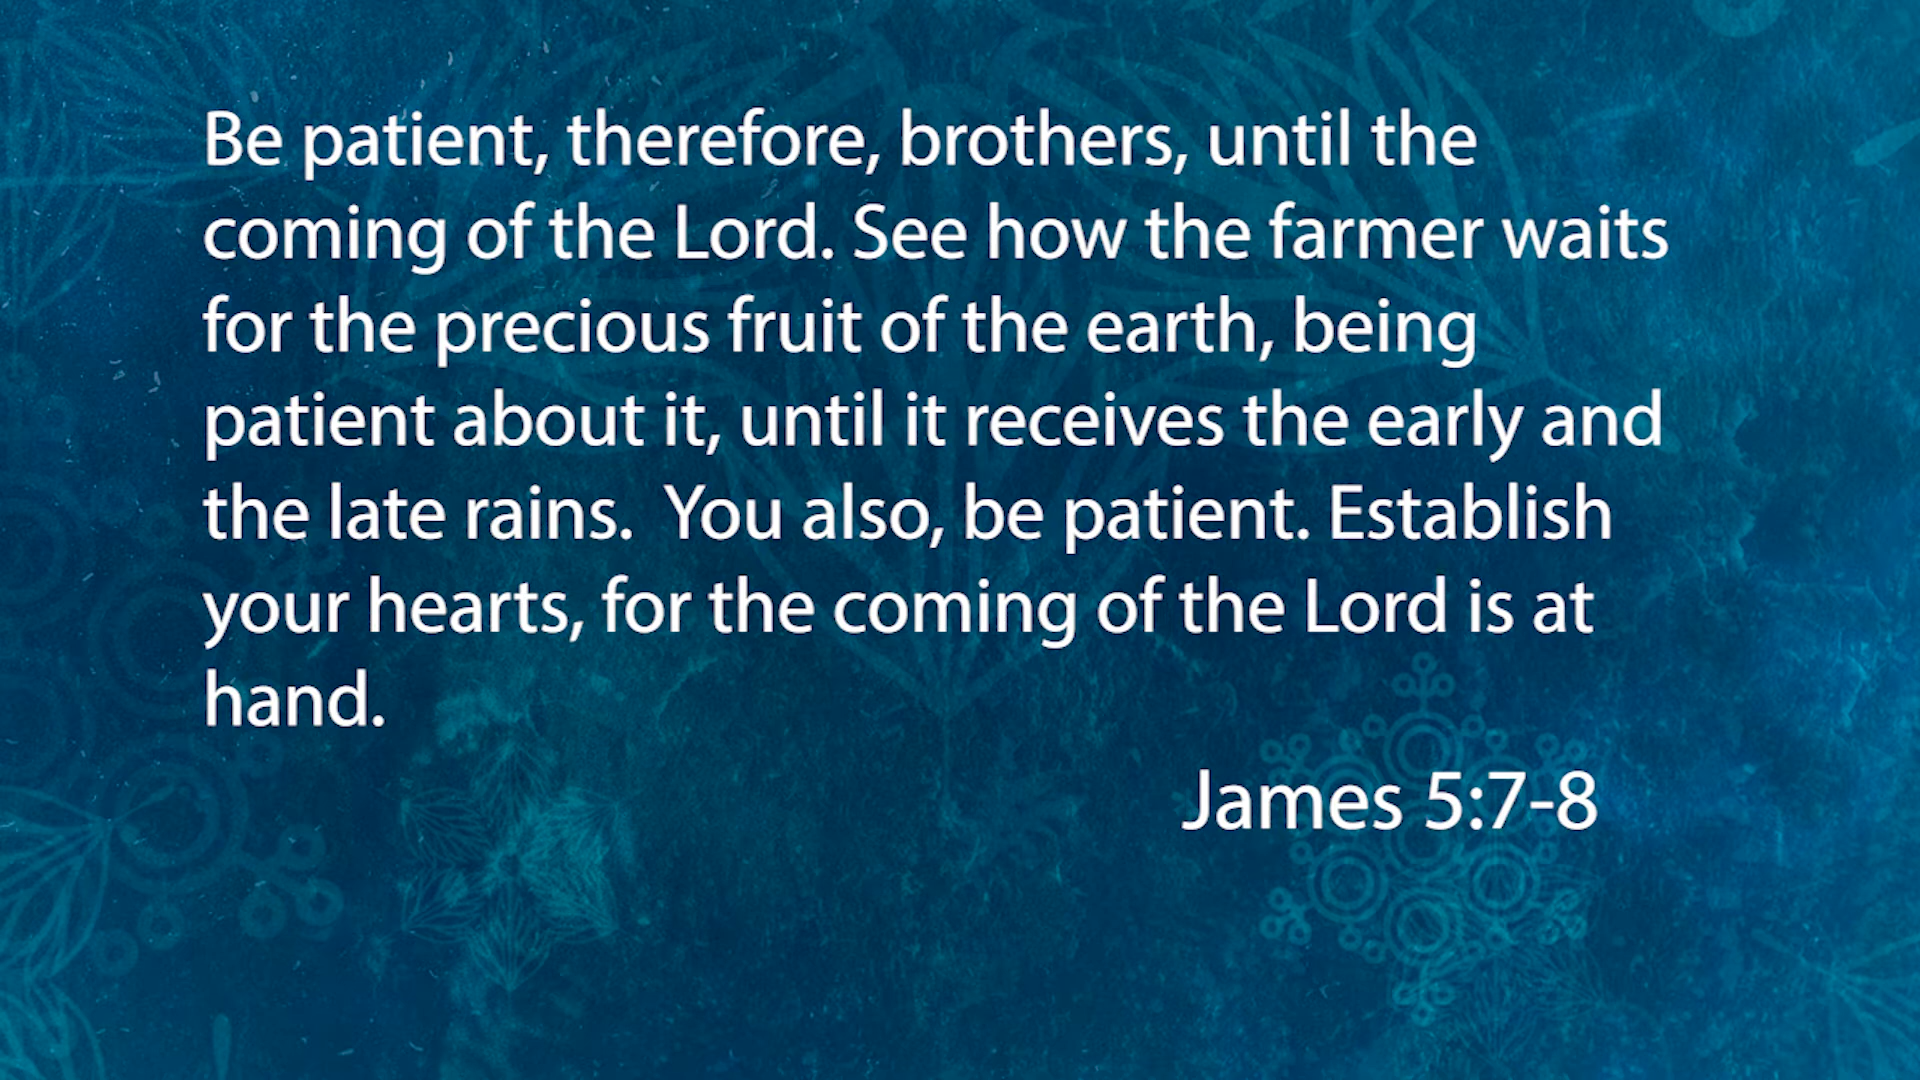 Be patient, therefore, brothers, until the
coming of the Lord. See how the farmer waits
for the precious fruit of the earth, being
patient about it, until it receives the early and
the late rains.  You also, be patient. Establish
your hearts, for the coming of the Lord is at
hand.
James 5:7-8